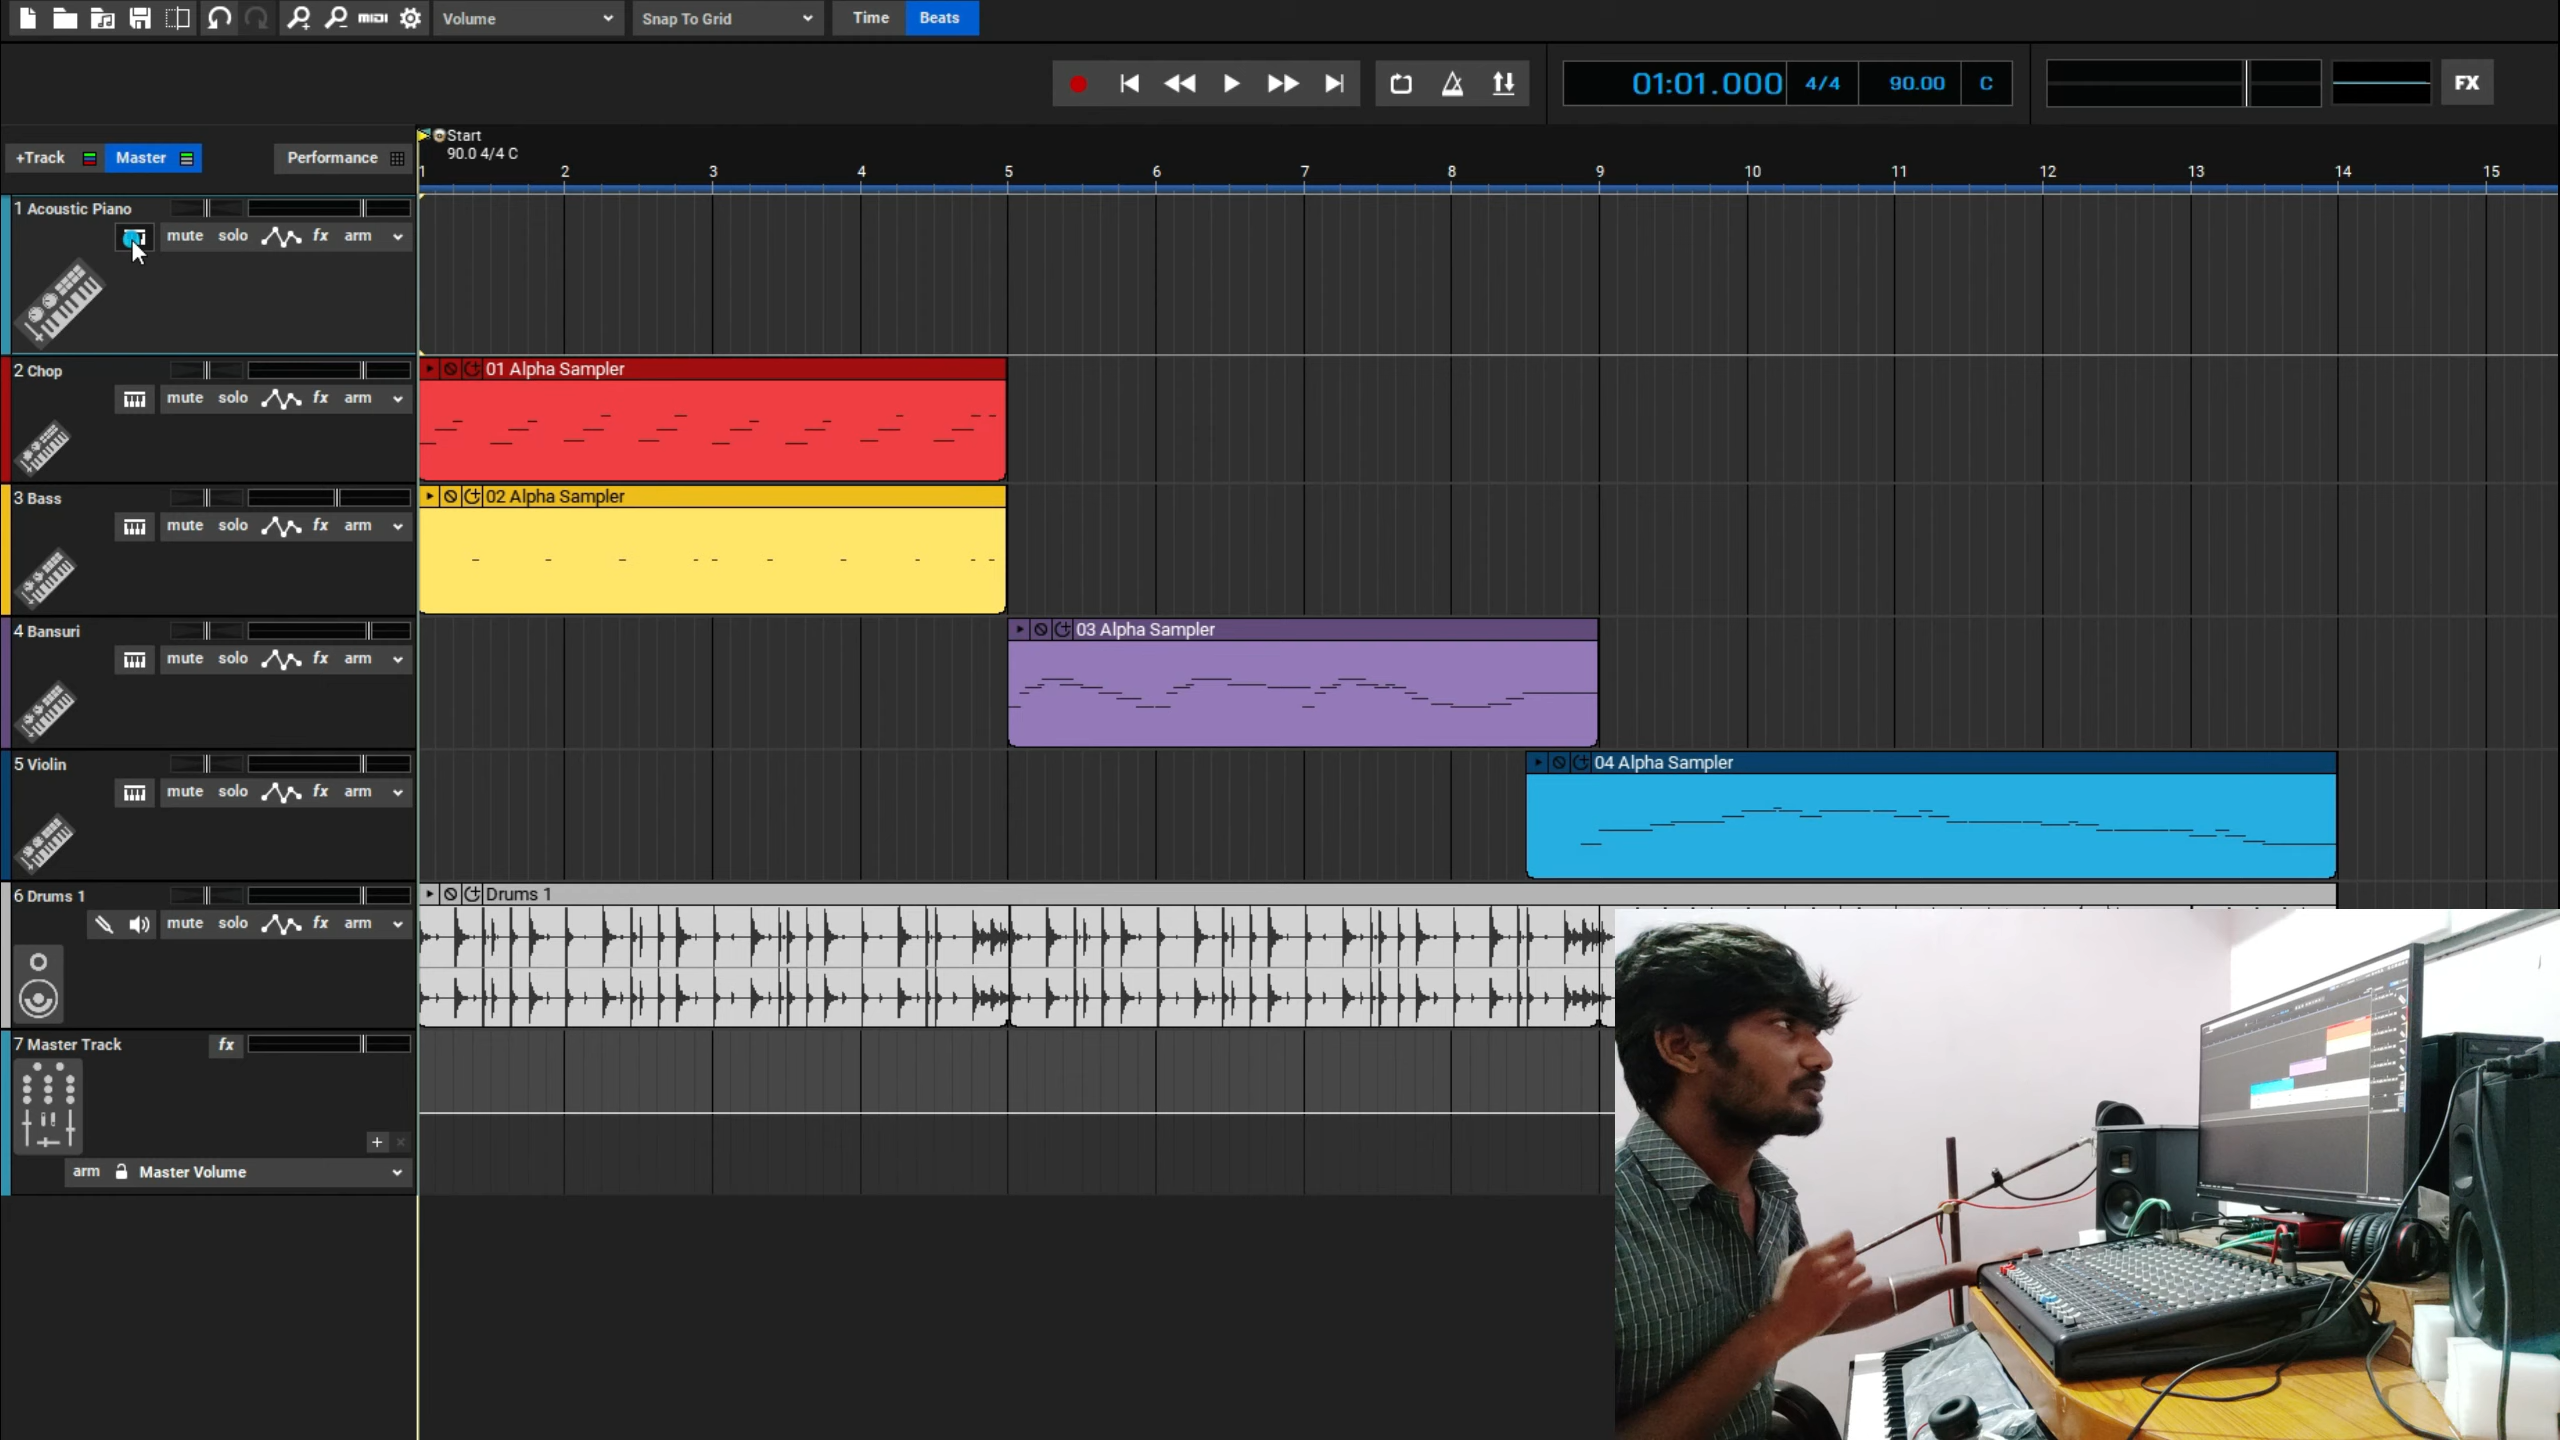 midi Volume Snap To Grid Time Beats
01:01.000 4/4 90.00 C FX
+Track Master Performance
Start
90.0 4/4 C
1 2 3 4 5 6 7 8 9 10 11 12 13 14 15
1 Acoustic Piano
mute solo fx arm
2 Chop
mute solo fx arm
01 Alpha Sampler
3 Bass
mute solo fx arm
02 Alpha Sampler
4 Bansuri
mute solo fx arm
03 Alpha Sampler
5 Violin
mute solo fx arm
04 Alpha Sampler
6 Drums 1
mute solo fx arm
Drums 1
7 Master Track fx
arm Master Volume